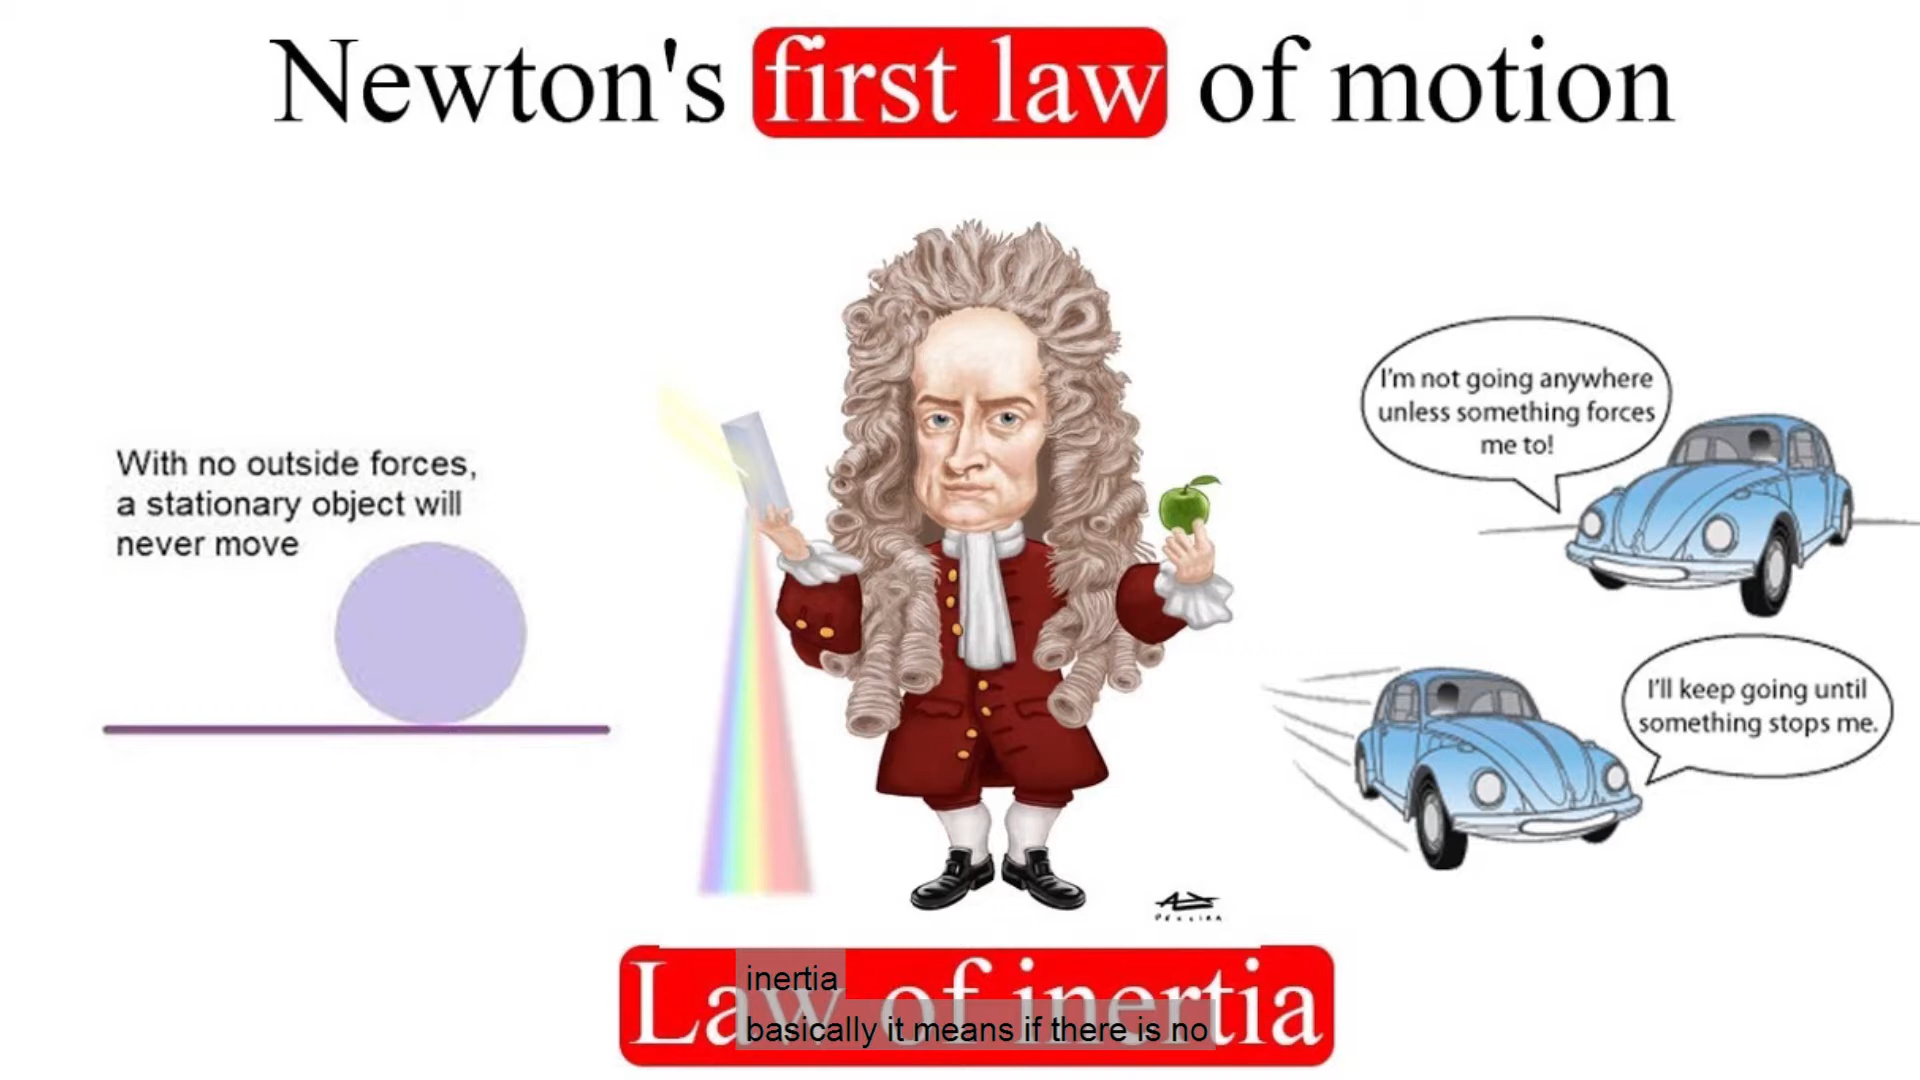 Newton's first law of motion
With no outside forces,
a stationary object will
never move
I'm not going anywhere
unless something forces
me to!
I'll keep going until
something stops me.
Law of inertia
inertia
basically it means if there is no